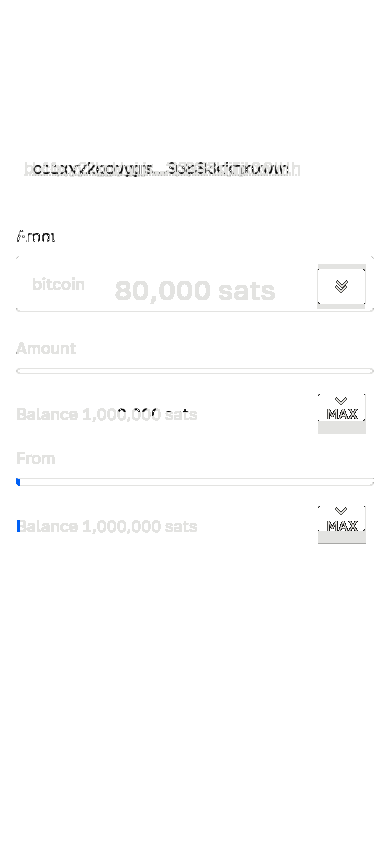 bitcoin
80,000 sats
Amount
MAX
Balance 1,000,000 sats
From
MAX
Balance 1,000,000 sats